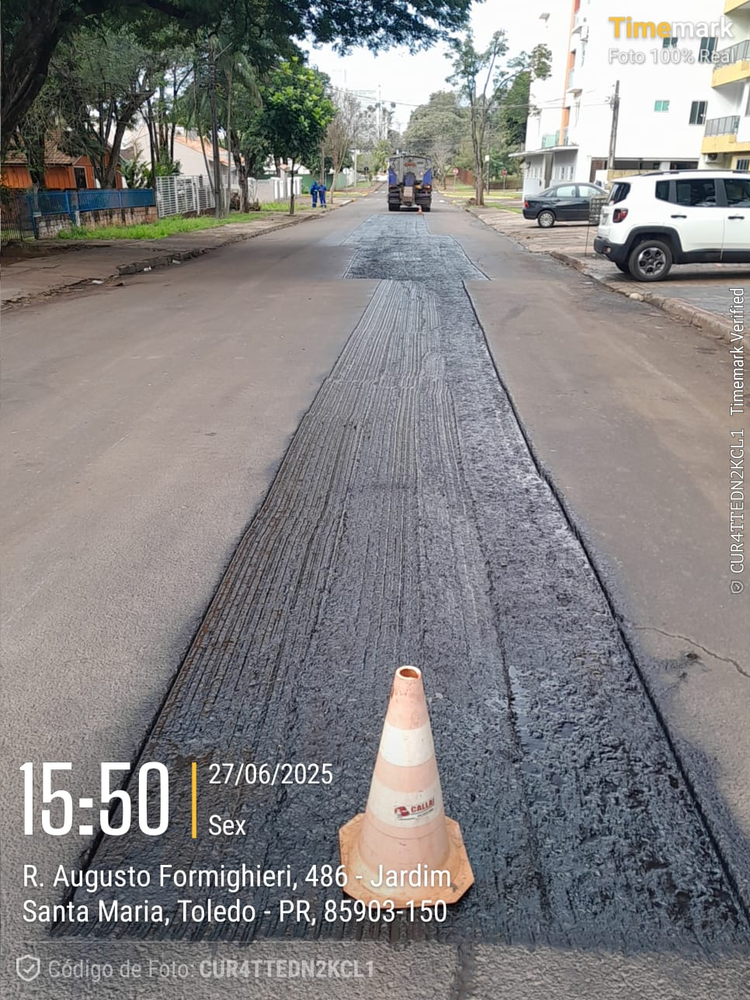 Timemark
Foto 100% Real
© CUR4TTEDN2KCL1 Timemark Verified
CALLAI
15:50
27/06/2025
Sex
R. Augusto Formighieri, 486 - Jardim
Santa Maria, Toledo - PR, 85903-150
Código de Foto: CUR4TTEDN2KCL1